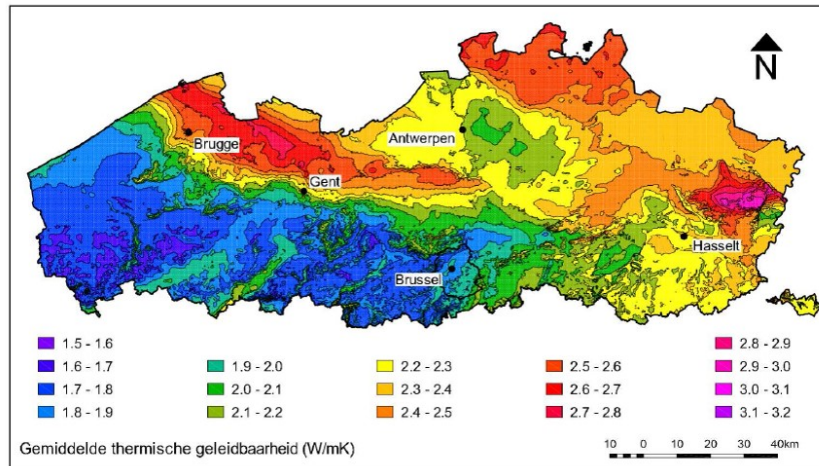 N
Brugge
Antwerpen
Gent
Hasselt
Brussel
1.5 - 1.6
1.6 - 1.7
1.7 - 1.8
1.8 - 1.9
1.9 - 2.0
2.0 - 2.1
2.1 - 2.2
2.2 - 2.3
2.3 - 2.4
2.4 - 2.5
2.5 - 2.6
2.6 - 2.7
2.7 - 2.8
2.8 - 2.9
2.9 - 3.0
3.0 - 3.1
3.1 - 3.2
Gemiddelde thermische geleidbaarheid (W/mK)
10 0 10 20 30 40km